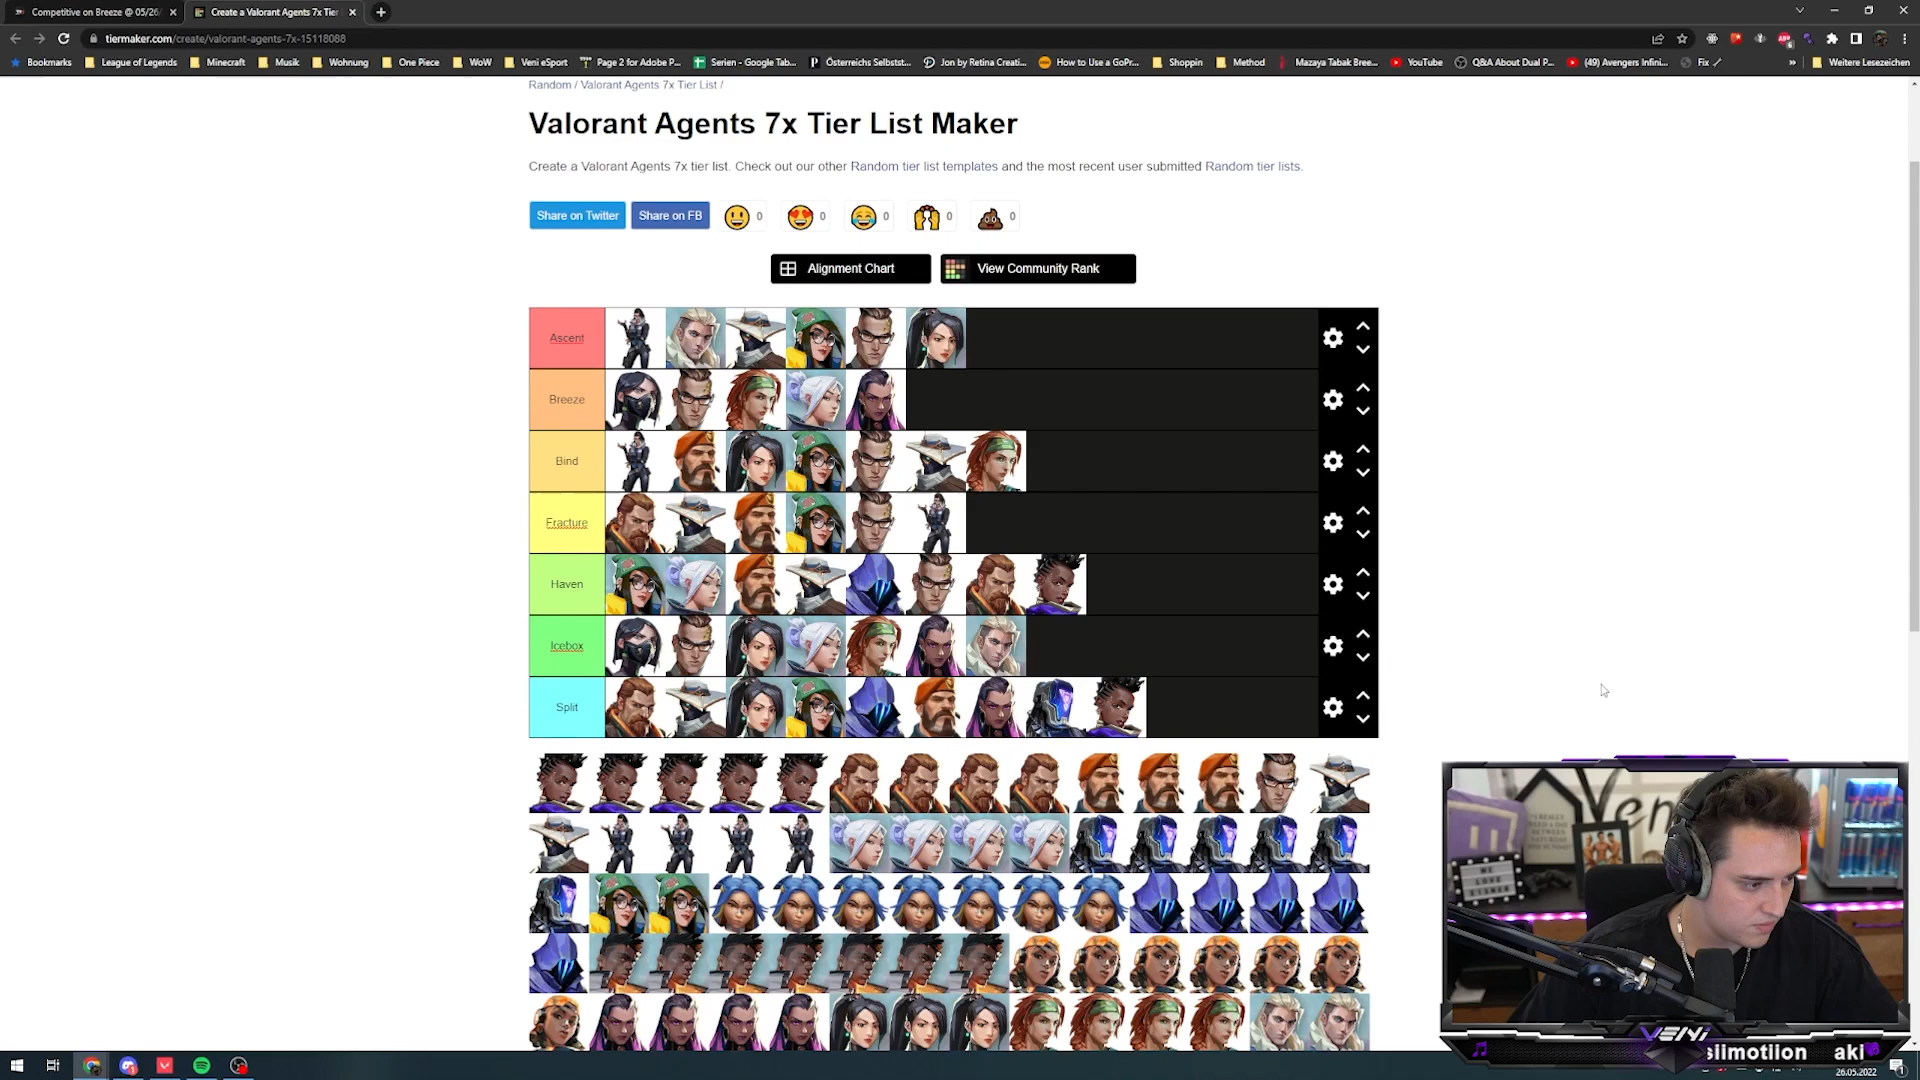 Competitive on Breeze @ 05/26/
Create a Valorant Agents 7x Tier
tiermaker.com/create/valorant-agents-7x-15118088
Bookmarks League of Legends Minecraft Musik Wohnung One Piece WoW Veni eSport Page 2 for Adobe P... Serien - Google Tab... Österreichs Selbstst... Jon by Retina Creati... How to Use a GoPr... Shoppin Method Mazaya Tabak Bree... YouTube Q&A About Dual P... (49) Avengers Infini... Fix » Weitere Lesezeichen
Random / Valorant Agents 7x Tier List /
Valorant Agents 7x Tier List Maker
Create a Valorant Agents 7x tier list. Check out our other Random tier list templates and the most recent user submitted Random tier lists.
Share on Twitter Share on FB 0 0 0 0 0
Alignment Chart View Community Rank
Ascent
Breeze
Bind
Fracture
Haven
Icebox
Split
WE
LOVE
VENI
siimotiion aki
26.05.2022